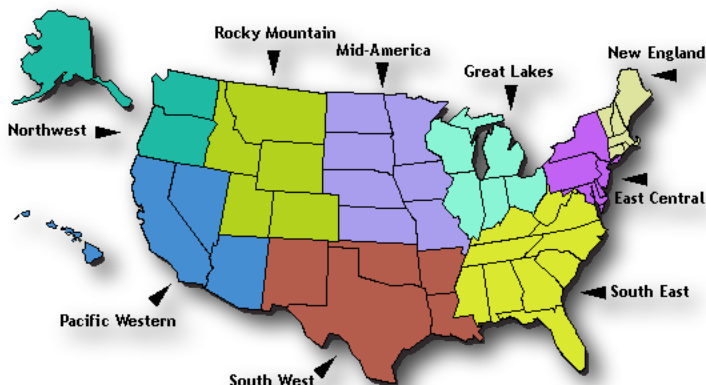 Rocky Mountain
Mid-America
New England
Great Lakes
Northwest
East Central
South East
Pacific Western
South West